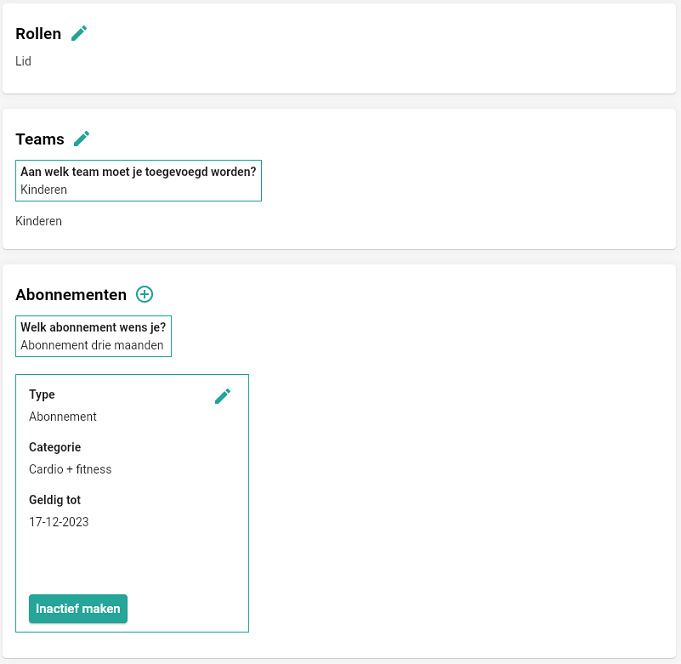 Rollen
Lid
Teams
Aan welk team moet je toegevoegd worden?
Kinderen
Kinderen
Abonnementen
Welk abonnement wens je?
Abonnement drie maanden
Type
Abonnement
Categorie
Cardio + fitness
Geldig tot
17-12-2023
Inactief maken